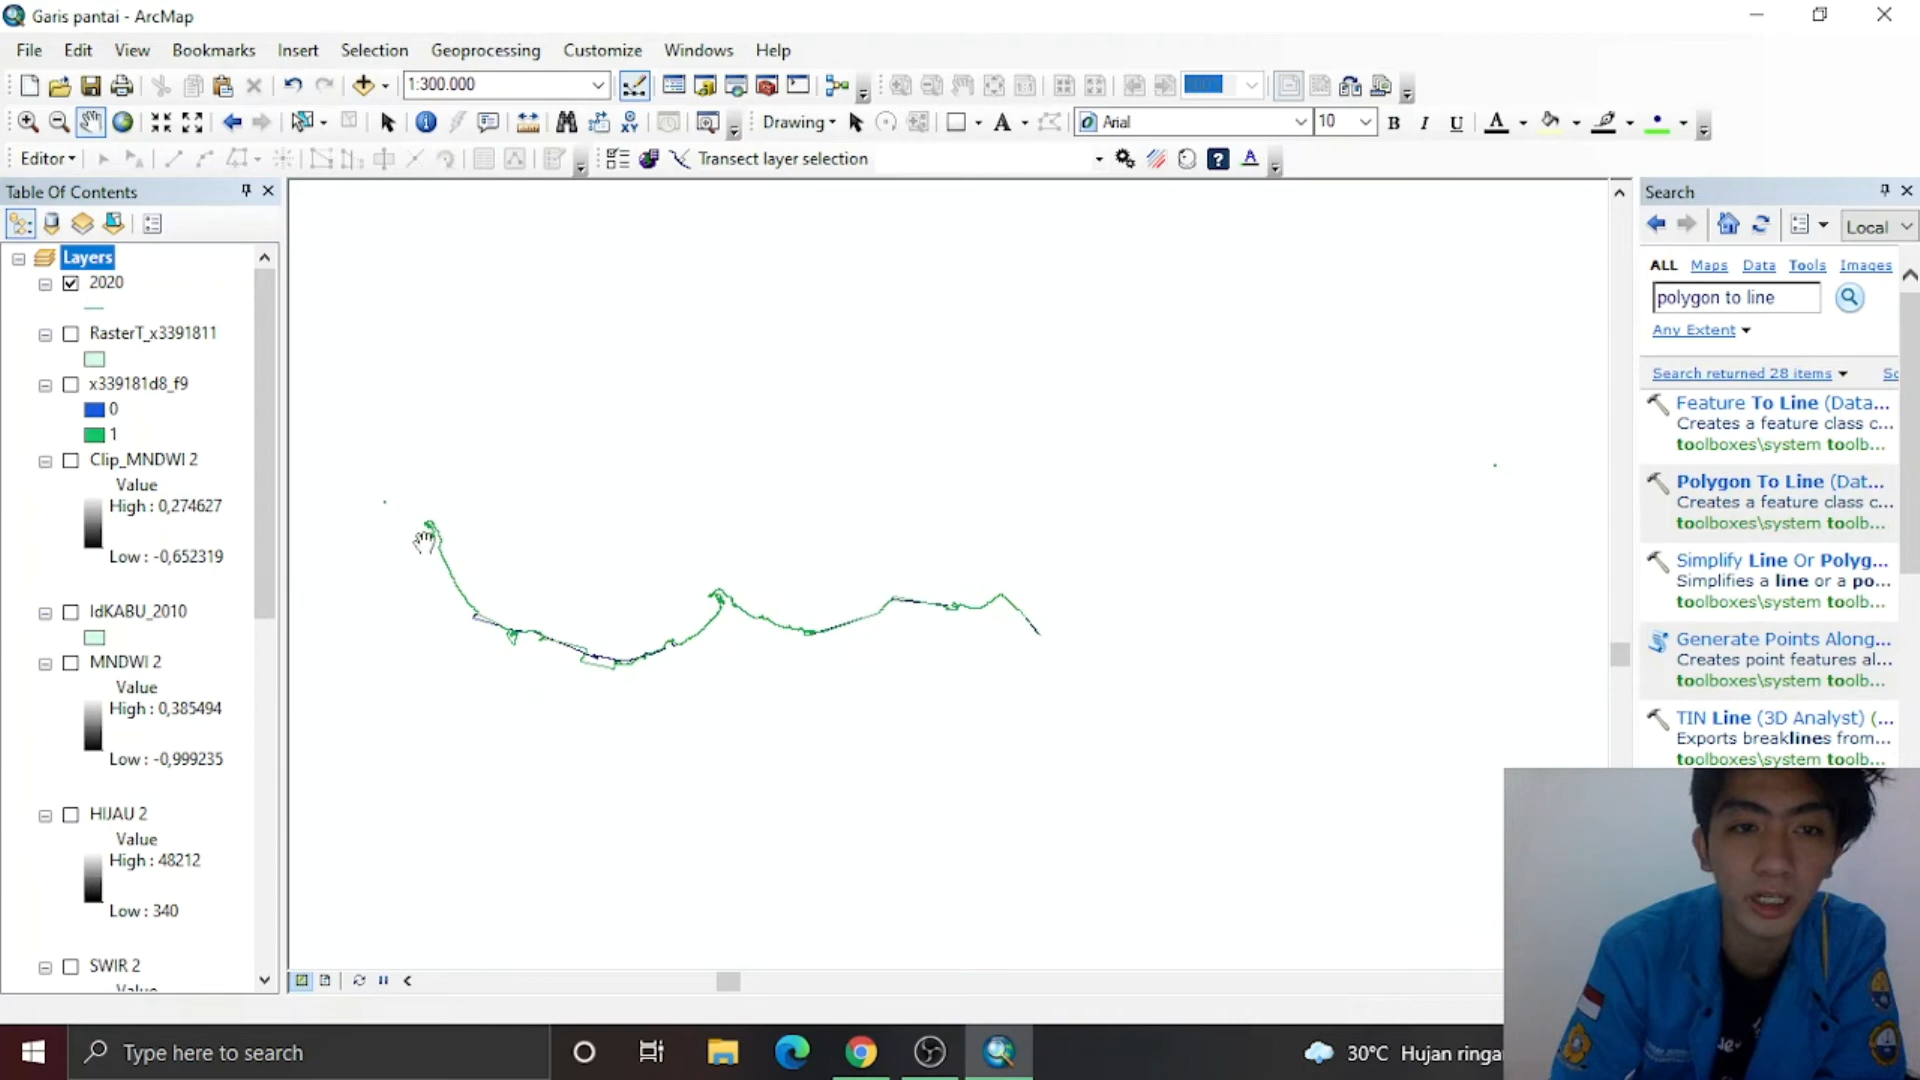 Garis pantai - ArcMap
File Edit View Bookmarks Insert Selection Geoprocessing Customize Windows Help
1:300.000
Drawing
Arial
10
B I U A
Editor
Transect layer selection
Table Of Contents
Layers
2020
RasterT_x3391811
x339181d8_f9
0
1
Clip_MNDWI 2
Value
High : 0,274627
Low : -0,652319
IdKABU_2010
MNDWI 2
Value
High : 0,385494
Low : -0,999235
HIJAU 2
Value
High : 48212
Low : 340
SWIR 2
Value
Search
Local
ALL Maps Data Tools Images
polygon to line
Any Extent
Search returned 28 items
Feature To Line (Data...
Creates a feature class c...
toolboxes\system toolb...
Polygon To Line (Dat...
Creates a feature class c...
toolboxes\system toolb...
Simplify Line Or Polyg...
Simplifies a line or a po...
toolboxes\system toolb...
Generate Points Along...
Creates point features al...
toolboxes\system toolb...
TIN Line (3D Analyst) (...
Exports breaklines from...
toolboxes\system toolb...
Type here to search
30°C Hujan ringa